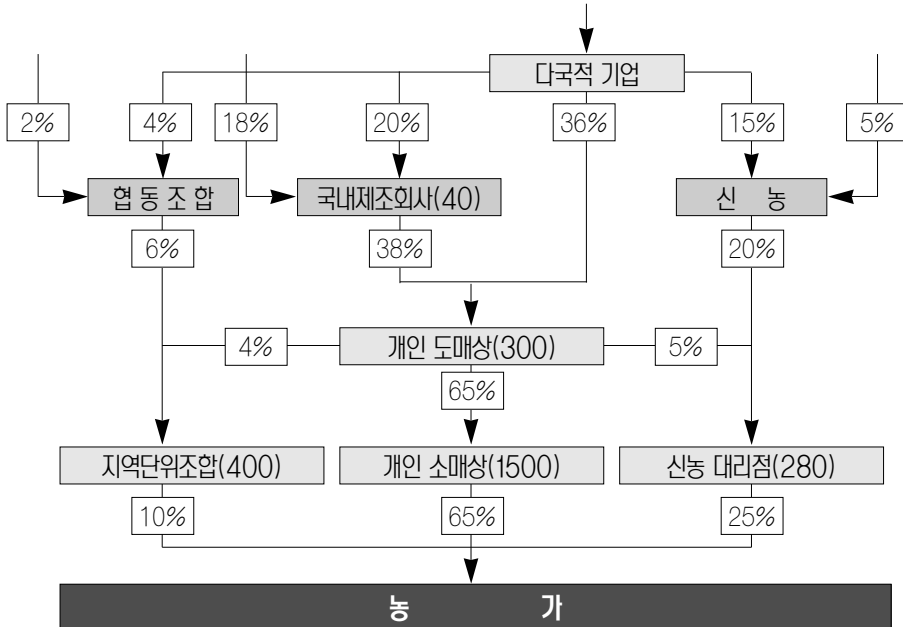 다국적 기업
2% 4% 18% 20% 36% 15% 5%
협 동 조 합 국내제조회사(40) 신 농
6% 38% 20%
4% 개인 도매상(300) 5%
65%
지역단위조합(400) 개인 소매상(1500) 신농 대리점(280)
10% 65% 25%
농 가